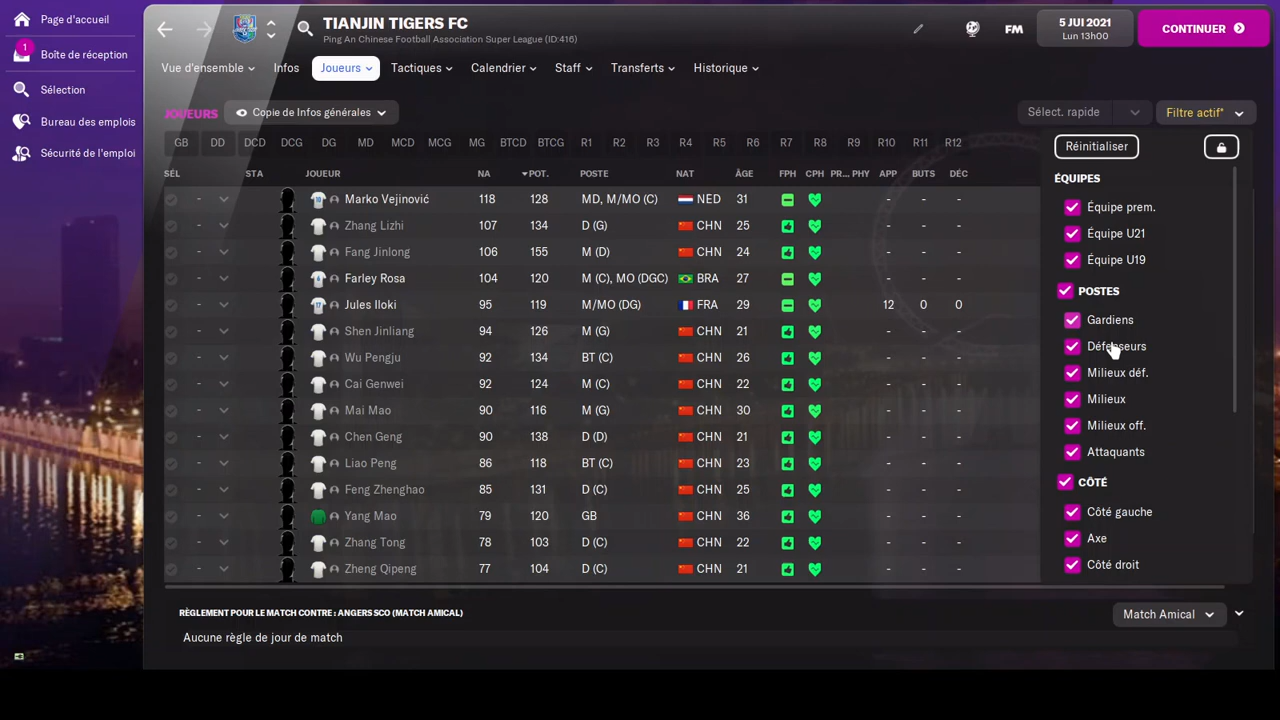 Page d'accueil
1
Boîte de réception
Sélection
Bureau des emplois
Sécurité de l'emploi
TIANJIN TIGERS FC
Ping An Chinese Football Association Super League (ID:416)
FM
5 JUI 2021
Lun 13h00
CONTINUER
Vue d'ensemble Infos Joueurs Tactiques Calendrier Staff Transferts Historique
JOUEURS Copie de Infos générales Sélect. rapide Filtre actif*
GB DD DCD DCG DG MD MCD MCG MG BTCD BTCG R1 R2 R3 R4 R5 R6 R7 R8 R9 R10 R11 R12
SÉL STA JOUEUR NA POT. POSTE NAT ÂGE FPH CPH PR... PHY APP BUTS DÉC
- Marko Vejinović 118 128 MD, M/MO (C) NED 31 - - -
- Zhang Lizhi 107 134 D (G) CHN 25 - - -
- Fang Jinlong 106 155 M (D) CHN 24 - - -
- Farley Rosa 104 120 M (C), MO (DGC) BRA 27 - - -
- Jules Iloki 95 119 M/MO (DG) FRA 29 12 0 0
- Shen Jinliang 94 126 M (G) CHN 21 - - -
- Wu Pengju 92 134 BT (C) CHN 26 - - -
- Cai Genwei 92 124 M (C) CHN 22 - - -
- Mai Mao 90 116 M (G) CHN 30 - - -
- Chen Geng 90 138 D (D) CHN 21 - - -
- Liao Peng 86 118 BT (C) CHN 23 - - -
- Feng Zhenghao 85 131 D (C) CHN 25 - - -
- Yang Mao 79 120 GB CHN 36 - - -
- Zhang Tong 78 103 D (C) CHN 22 - - -
- Zheng Qipeng 77 104 D (C) CHN 21 - - -
Réinitialiser
ÉQUIPES
Équipe prem.
Équipe U21
Équipe U19
POSTES
Gardiens
Défenseurs
Milieux déf.
Milieux
Milieux off.
Attaquants
CÔTÉ
Côté gauche
Axe
Côté droit
RÈGLEMENT POUR LE MATCH CONTRE : ANGERS SCO (MATCH AMICAL)
Match Amical
Aucune règle de jour de match